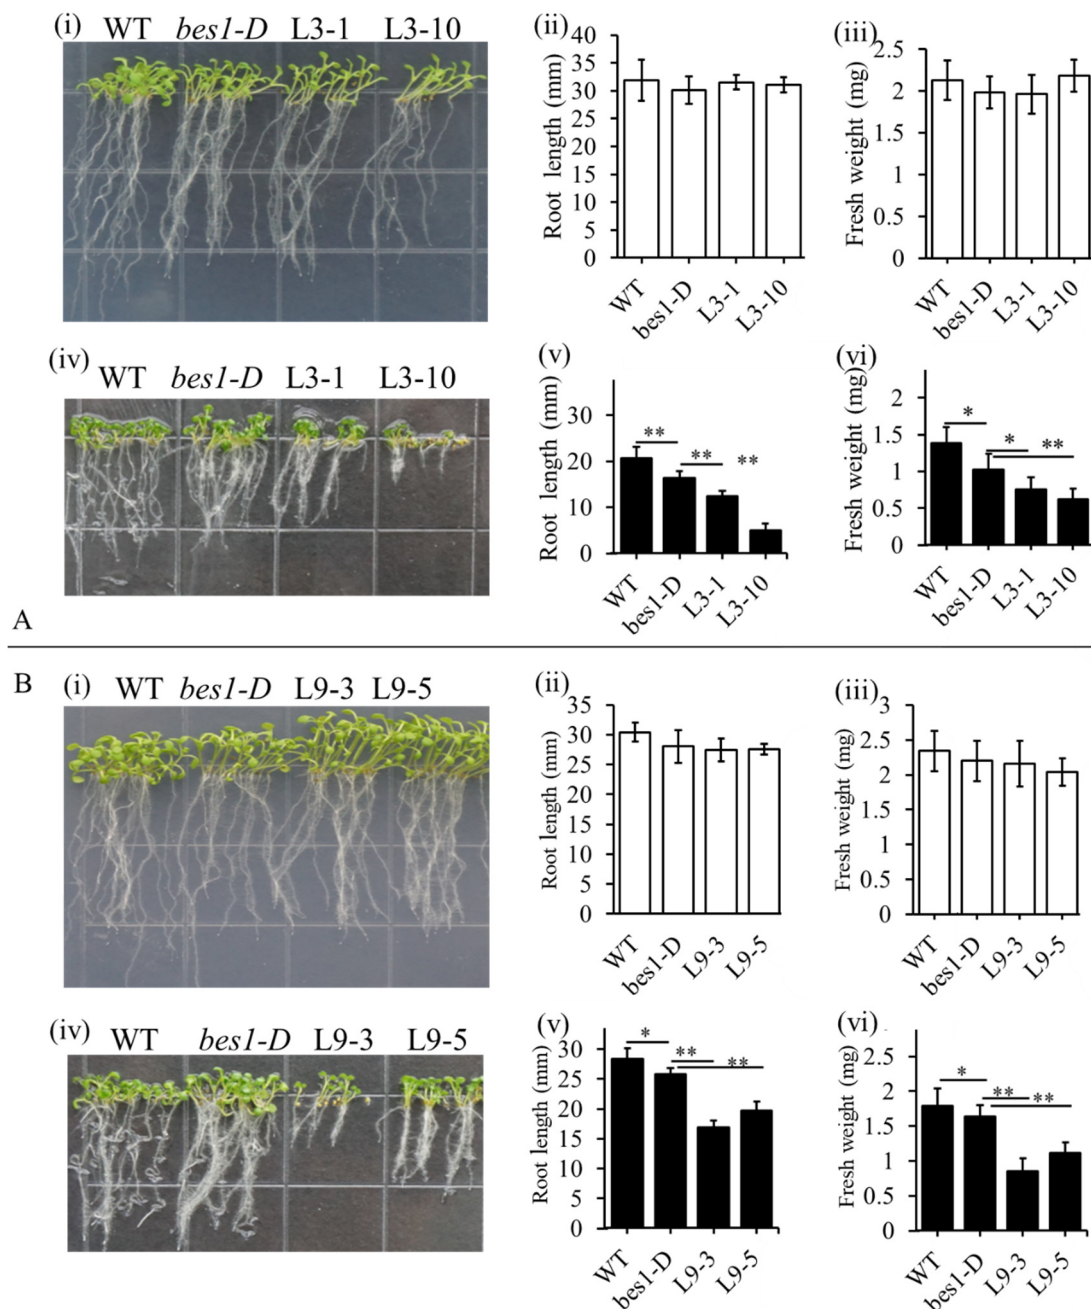 (i) WT bes1-D L3-1 L3-10
(ii)
Root length (mm)
40
35
30
25
20
15
10
5
0
WT
bes1-D
L3-1
L3-10
(iii)
Fresh weight (mg)
2.5
2
1.5
1
0.5
0
WT
bes1-D
L3-1
L3-10
(iv) WT bes1-D L3-1 L3-10
(v)
Root length (mm)
30
20
10
0
** ** **
WT
bes1-D
L3-1
L3-10
(vi)
Fresh weight (mg)
2
1.5
1
0.5
0
* * **
WT
bes1-D
L3-1
L3-10
A
B
(i) WT bes1-D L9-3 L9-5
(ii)
Root length (mm)
35
30
25
20
15
10
5
0
WT
bes1-D
L9-3
L9-5
(iii)
Fresh weight (mg)
3
2.5
2
1.5
1
0.5
0
WT
bes1-D
L9-3
L9-5
(iv) WT bes1-D L9-3 L9-5
(v)
Root length (mm)
30
25
20
15
10
5
0
* ** **
WT
bes1-D
L9-3
L9-5
(vi)
Fresh weight (mg)
2.5
2
1.5
1
0.5
0
* ** **
WT
bes1-D
L9-3
L9-5